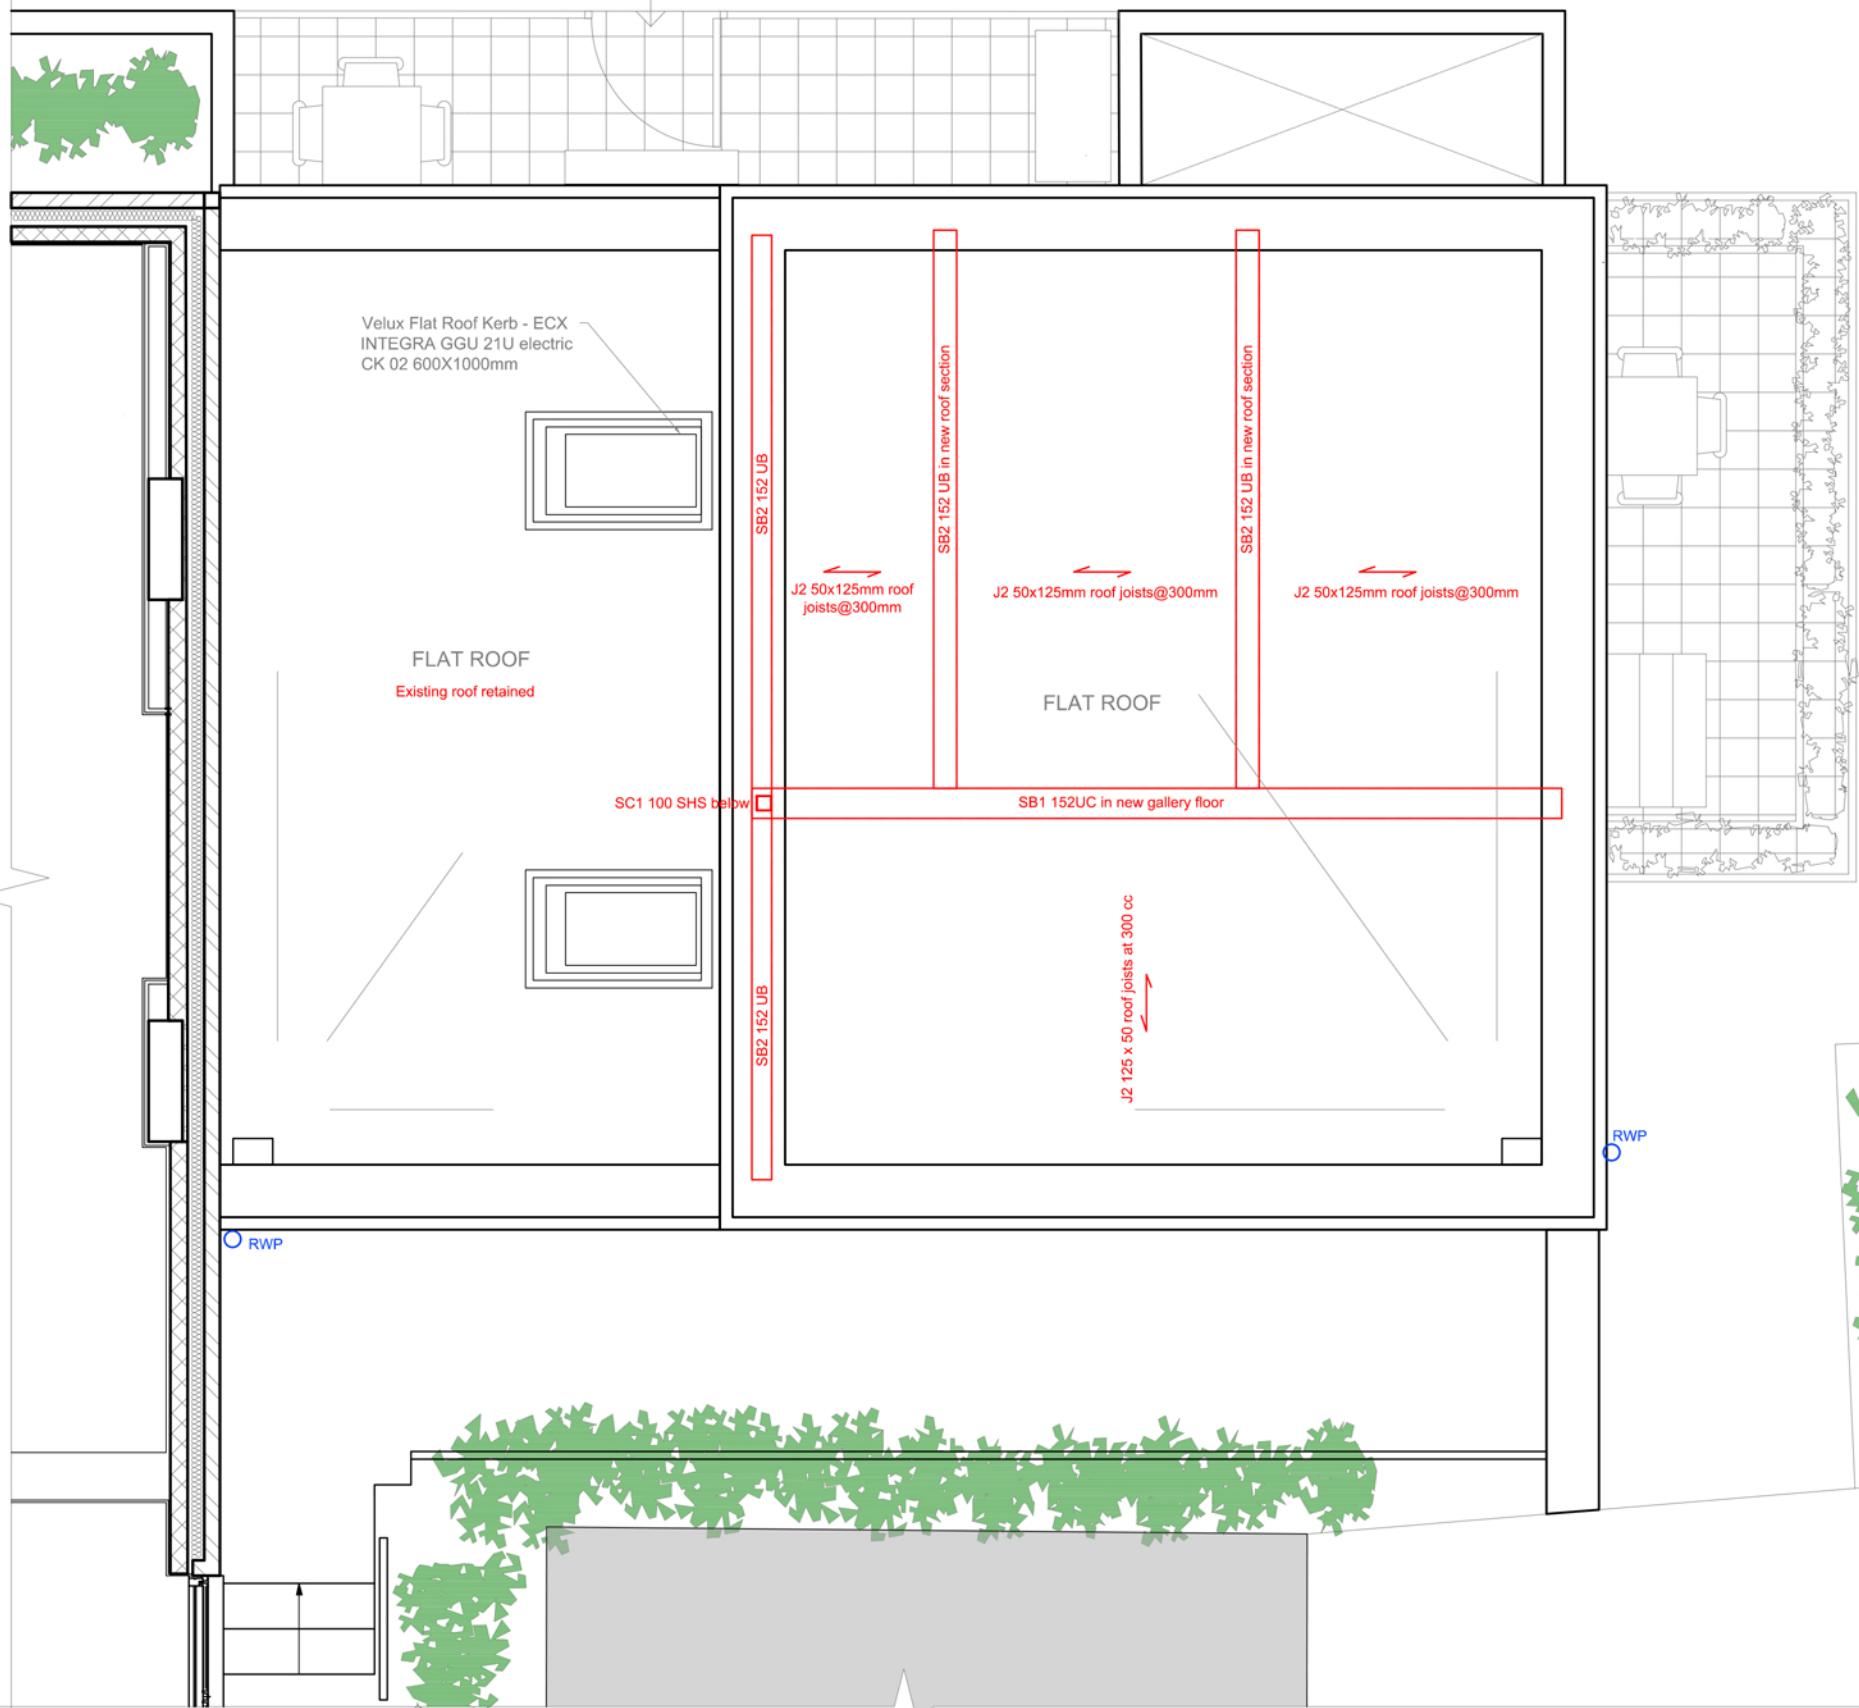 Velux Flat Roof Kerb - ECX
INTEGRA GGU 21U electric
CK 02 600X1000mm
SB2 152 UB
SB2 152 UB in new roof section
SB2 152 UB in new roof section
J2 50x125mm roof
joists@300mm
J2 50x125mm roof joists@300mm
J2 50x125mm roof joists@300mm
FLAT ROOF
Existing roof retained
FLAT ROOF
SC1 100 SHS below
SB1 152UC in new gallery floor
SB2 152 UB
J2 125 x 50 roof joists at 300 cc
RWP
RWP